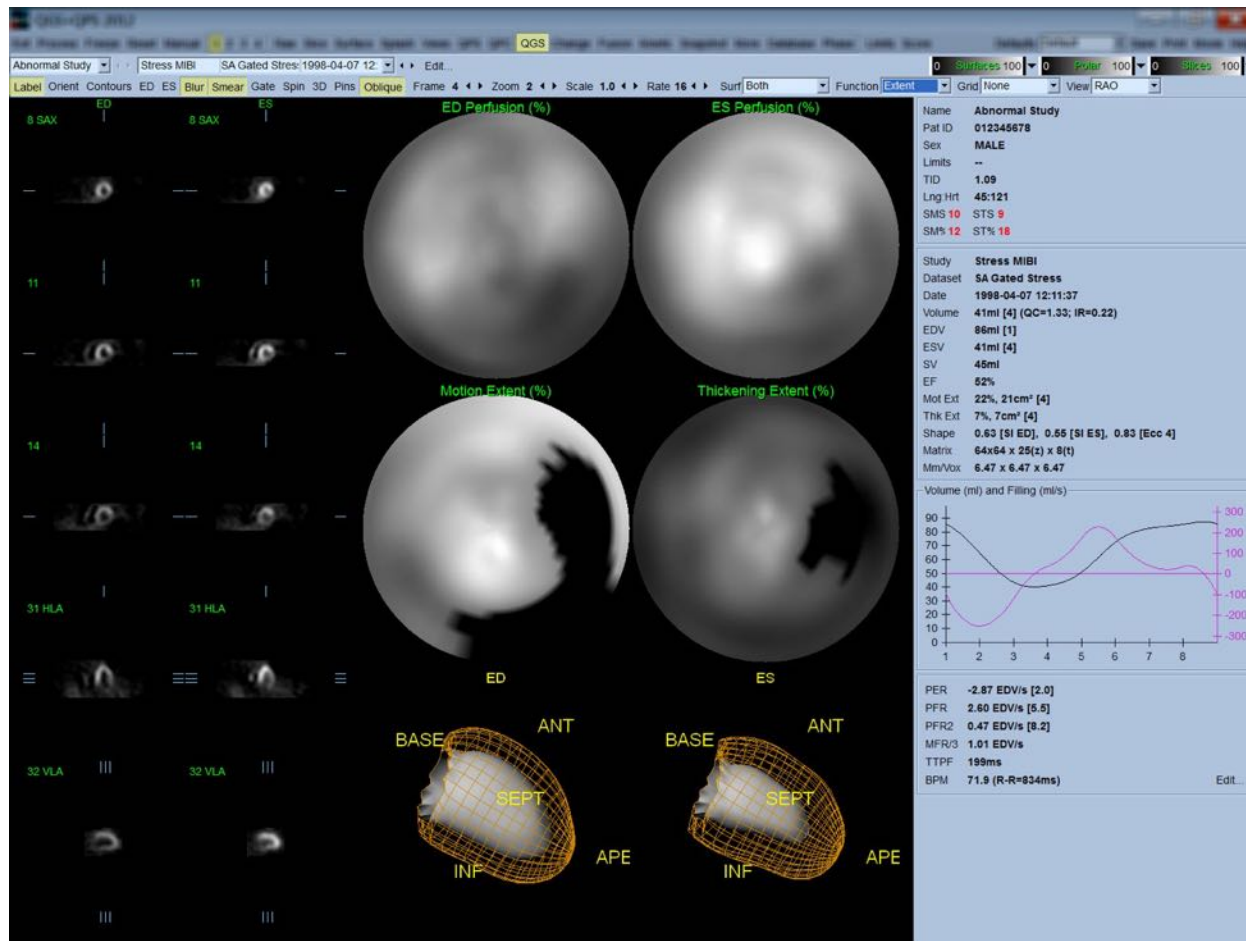 QGS+QPS 2012
QGS
Abnormal Study Stress MIBI SA Gated Stres: 1998-04-07 12: Edit...
0 Surfaces 100 0 Polar 100 0 Slices 100
Label Orient Contours ED ES Blur Smear Gate Spin 3D Pins Oblique Frame 4 Zoom 2 Scale 1.0 Rate 16 Surf Both Function Extent Grid None View RAO
ED ES
8 SAX 8 SAX
11 11
14 14
31 HLA 31 HLA
32 VLA 32 VLA
ED Perfusion (%) ES Perfusion (%)
Motion Extent (%) Thickening Extent (%)
ED ES
ANT ANT
BASE BASE
SEPT SEPT
APE APE
INF INF
Name Abnormal Study
Pat ID 012345678
Sex MALE
Limits --
TID 1.09
Lng:Hrt 45:121
SMS 10 STS 9
SM% 12 ST% 18
Study Stress MIBI
Dataset SA Gated Stress
Date 1998-04-07 12:11:37
Volume 41ml [4] (QC=1.33; IR=0.22)
EDV 86ml [1]
ESV 41ml [4]
SV 45ml
EF 52%
Mot Ext 22%, 21cm² [4]
Thk Ext 7%, 7cm² [4]
Shape 0.63 [SI ED], 0.55 [SI ES], 0.83 [Ecc 4]
Matrix 64x64 x 25(z) x 8(t)
Mm/Vox 6.47 x 6.47 x 6.47
Volume (ml) and Filling (ml/s)
90 80 70 60 50 40 30 20 10 0
300 200 100 0 -100 -200 -300
1 2 3 4 5 6 7 8
PER -2.87 EDV/s [2.0]
PFR 2.60 EDV/s [5.5]
PFR2 0.47 EDV/s [8.2]
MFR/3 1.01 EDV/s
TTPF 199ms
BPM 71.9 (R-R=834ms) Edit...